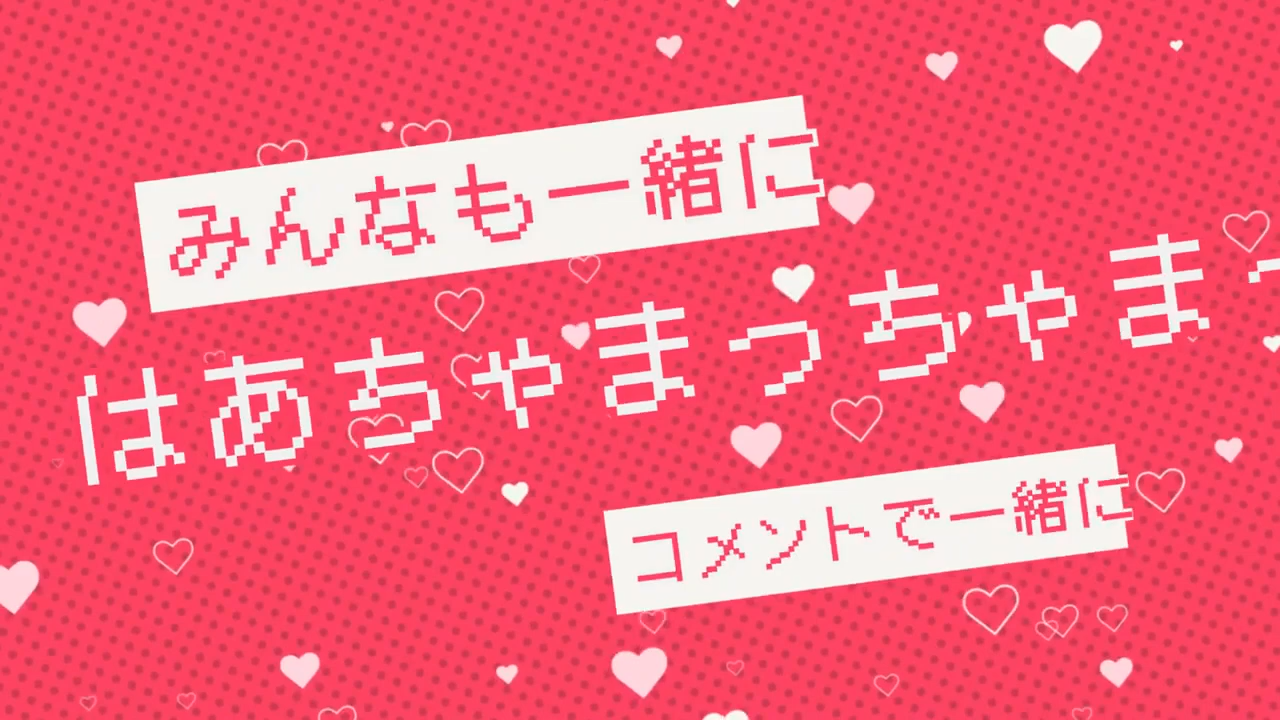 みんなも一緒に
はあちゃまっちゃまっ
コメントで一緒に